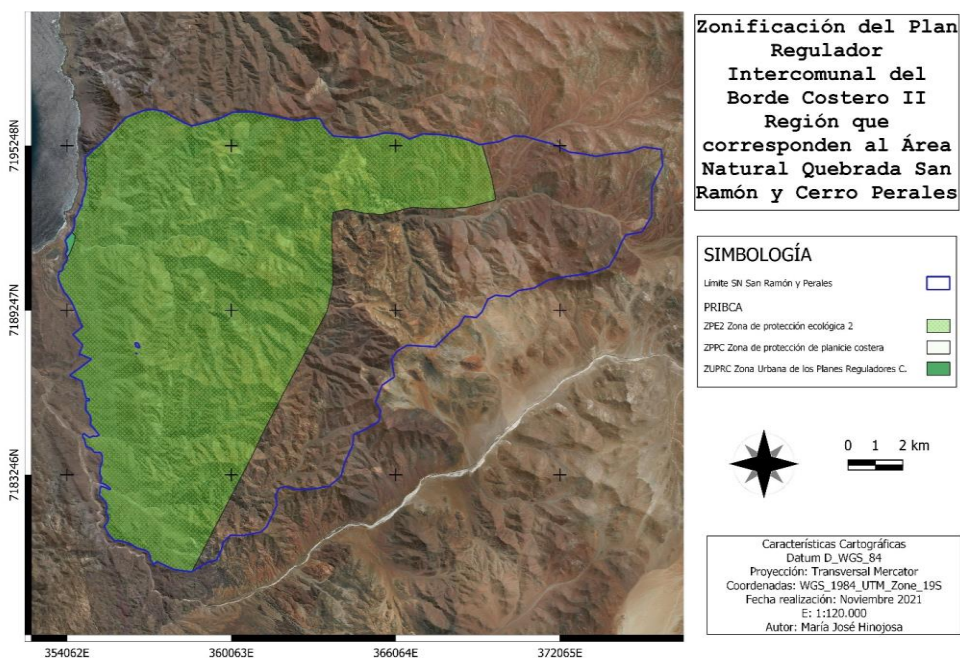 Zonificación del Plan
Regulador
Intercomunal del
Borde Costero II
Región que
corresponden al Área
Natural Quebrada San
Ramón y Cerro Perales
SIMBOLOGÍA
Límite SN San Ramón y Perales
PRIBCA
ZPE2 Zona de protección ecológica 2
ZPPC Zona de protección de planicie costera
ZUPRC Zona Urbana de los Planes Reguladores C.
0 1 2 km
Características Cartográficas
Datum D_WGS_84
Proyección: Transversal Mercator
Coordenadas: WGS_1984_UTM_Zone_19S
Fecha realización: Noviembre 2021
E: 1:120.000
Autor: María José Hinojosa
7195248N
7189247N
7183246N
354062E 360063E 366064E 372065E